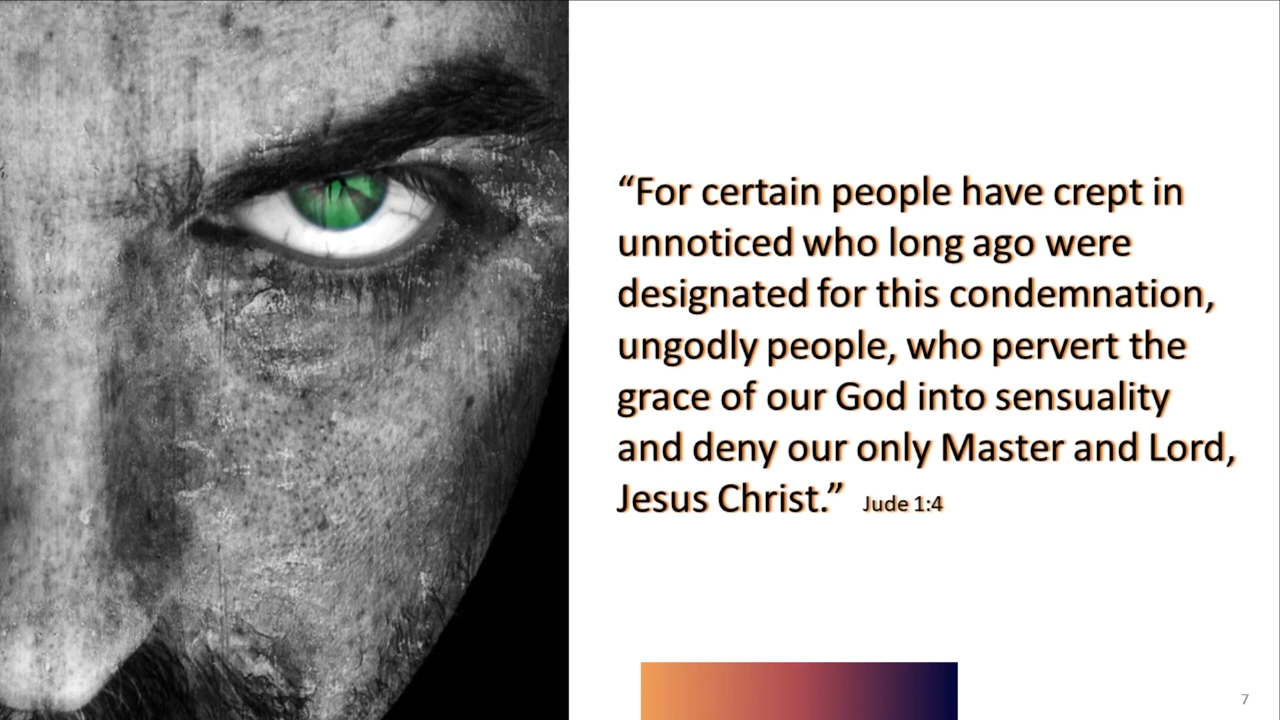 “For certain people have crept in
unnoticed who long ago were
designated for this condemnation,
ungodly people, who pervert the
grace of our God into sensuality
and deny our only Master and Lord,
Jesus Christ.” Jude 1:4
7